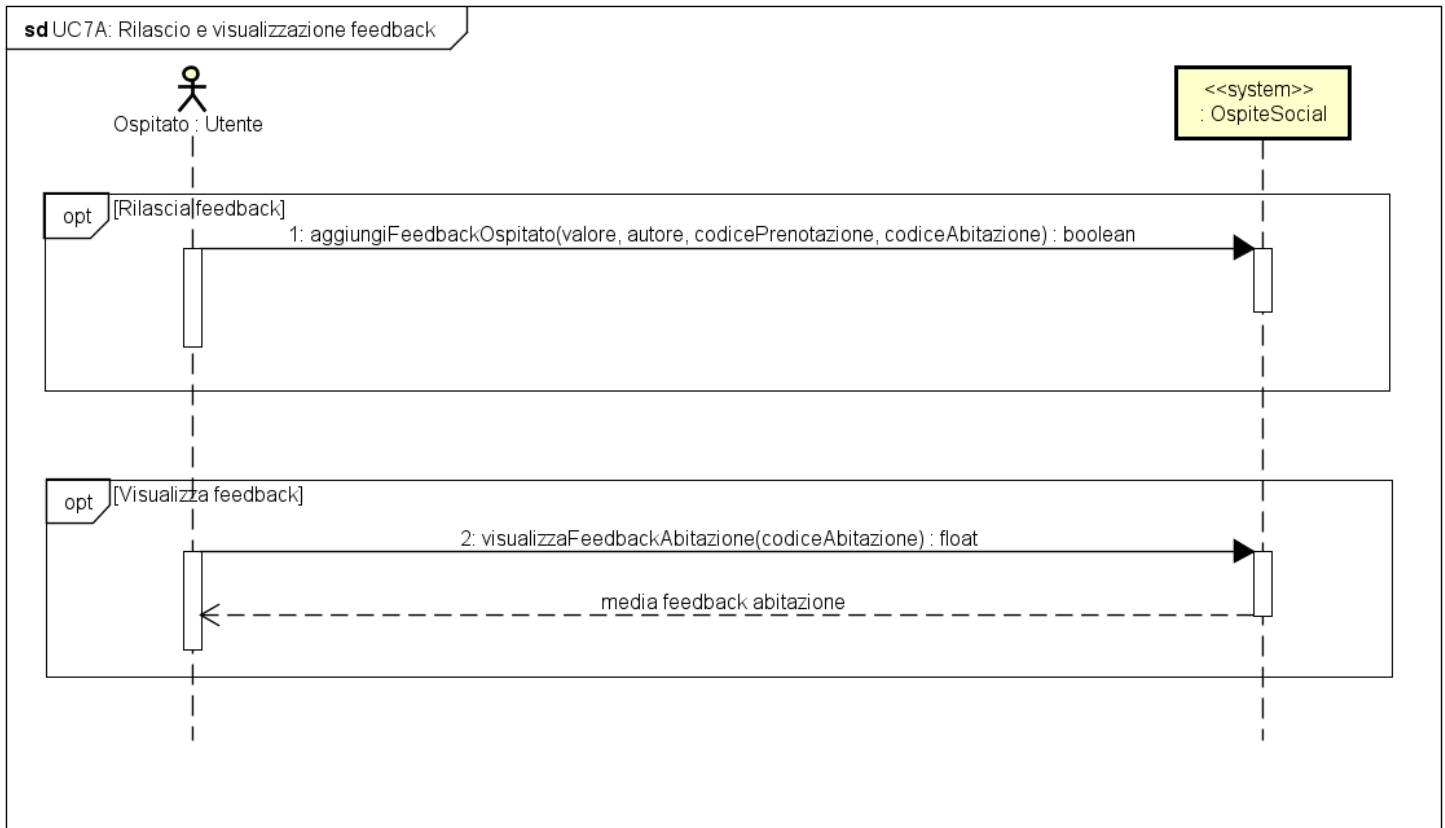 sd UC7A: Rilascio e visualizzazione feedback
Ospitato : Utente
<<system>>
: OspiteSocial
opt
[Rilascia feedback]
1: aggiungiFeedbackOspitato(valore, autore, codicePrenotazione, codiceAbitazione) : boolean
opt
[Visualizza feedback]
2: visualizzaFeedbackAbitazione(codiceAbitazione) : float
media feedback abitazione